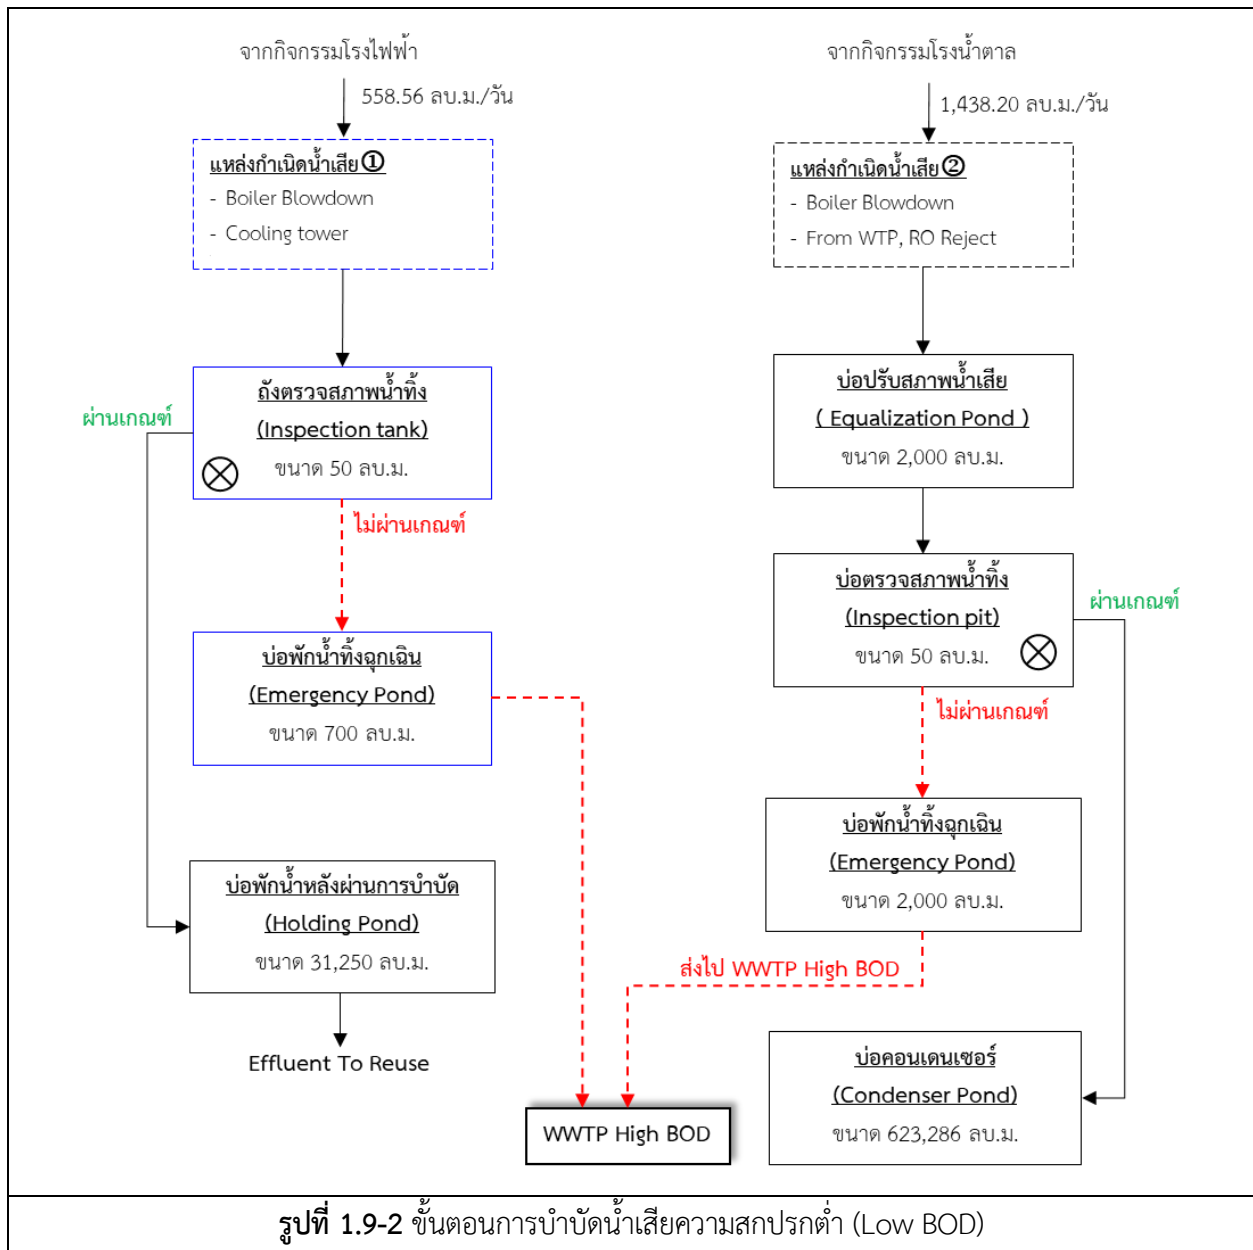 จากกิจกรรมโรงไฟฟ้า
558.56 ลบ.ม./วัน
แหล่งกำเนิดน้ำเสีย①
- Boiler Blowdown
- Cooling tower
ถังตรวจสภาพน้ำทิ้ง
(Inspection tank)
ขนาด 50 ลบ.ม.
ผ่านเกณฑ์
ไม่ผ่านเกณฑ์
บ่อพักน้ำทิ้งฉุกเฉิน
(Emergency Pond)
ขนาด 700 ลบ.ม.
บ่อพักน้ำหลังผ่านการบำบัด
(Holding Pond)
ขนาด 31,250 ลบ.ม.
Effluent To Reuse
จากกิจกรรมโรงน้ำตาล
1,438.20 ลบ.ม./วัน
แหล่งกำเนิดน้ำเสีย②
- Boiler Blowdown
- From WTP, RO Reject
บ่อปรับสภาพน้ำเสีย
( Equalization Pond )
ขนาด 2,000 ลบ.ม.
บ่อตรวจสภาพน้ำทิ้ง
(Inspection pit)
ขนาด 50 ลบ.ม.
ผ่านเกณฑ์
ไม่ผ่านเกณฑ์
บ่อพักน้ำทิ้งฉุกเฉิน
(Emergency Pond)
ขนาด 2,000 ลบ.ม.
ส่งไป WWTP High BOD
บ่อคอนเดนเซอร์
(Condenser Pond)
ขนาด 623,286 ลบ.ม.
WWTP High BOD
รูปที่ 1.9-2 ขั้นตอนการบำบัดน้ำเสียความสกปรกต่ำ (Low BOD)